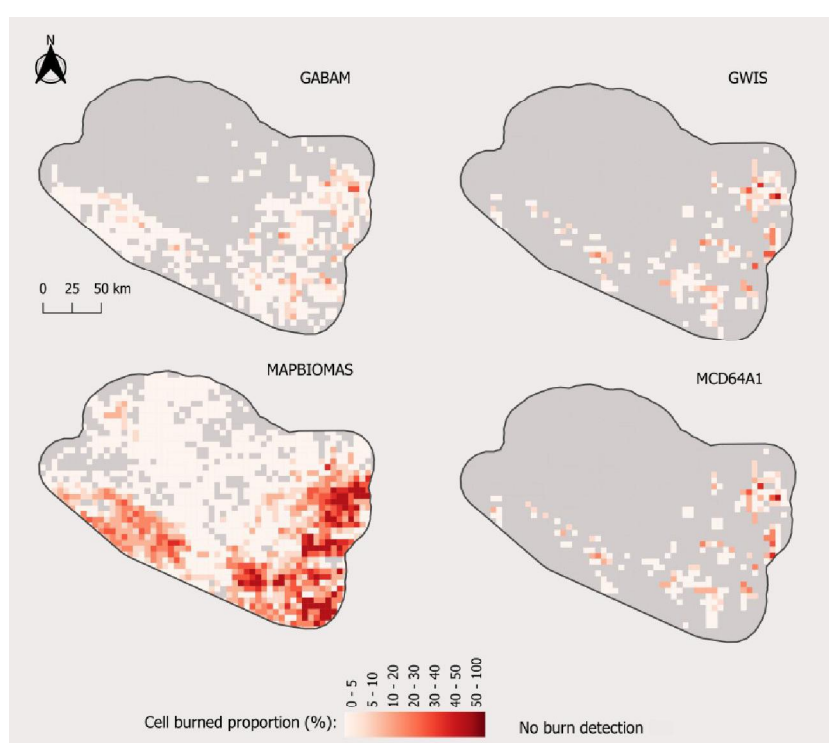 N
GABAM
GWIS
0 25 50 km
MAPBIOMAS
MCD64A1
0 - 5
5 - 10
10 - 20
20 - 30
30 - 40
40 - 50
50 - 100
Cell burned proportion (%):
No burn detection